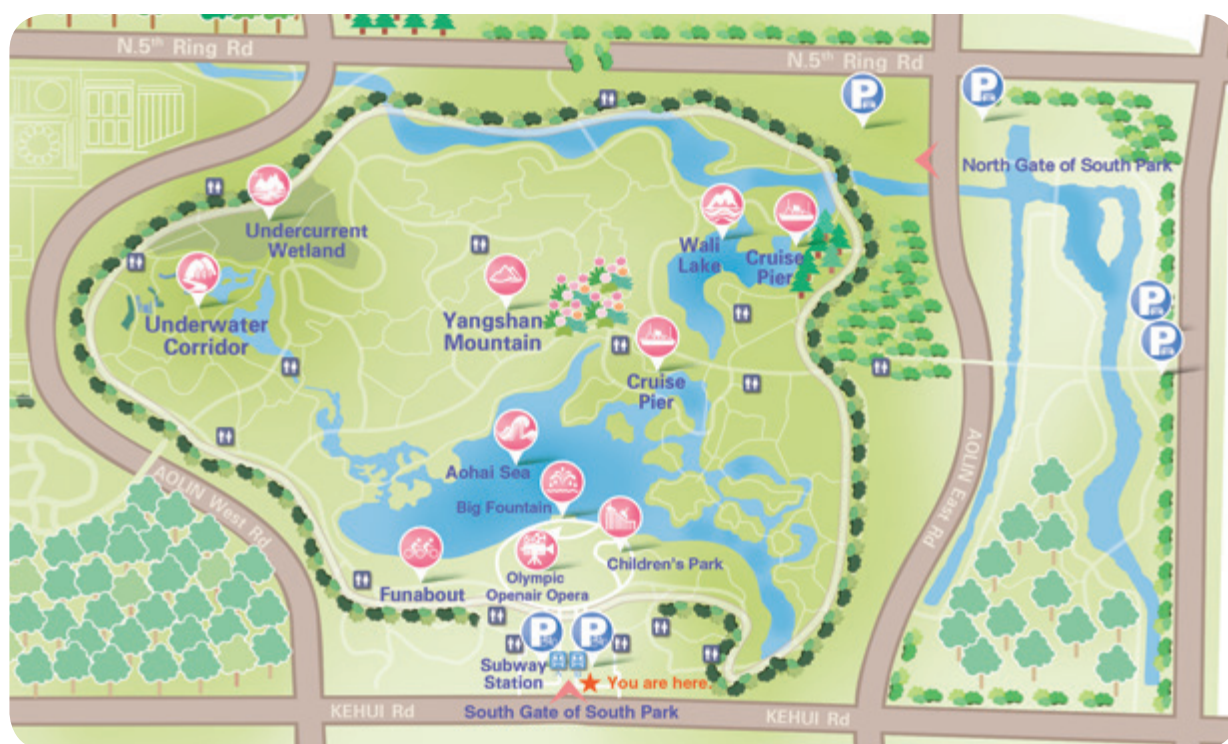 N.5th Ring Rd
N.5th Ring Rd
P
P
North Gate of South Park
Undercurrent
Wetland
Wali
Lake
Cruise
Pier
P
P
Underwater
Corridor
Yangshan
Mountain
Cruise
Pier
Aohai Sea
Big Fountain
AOLIN West Rd
AOLIN East Rd
Children's Park
Olympic
Openair Opera
Funabout
P
P
Subway
Station
You are here.
South Gate of South Park
KEHUI Rd
KEHUI Rd